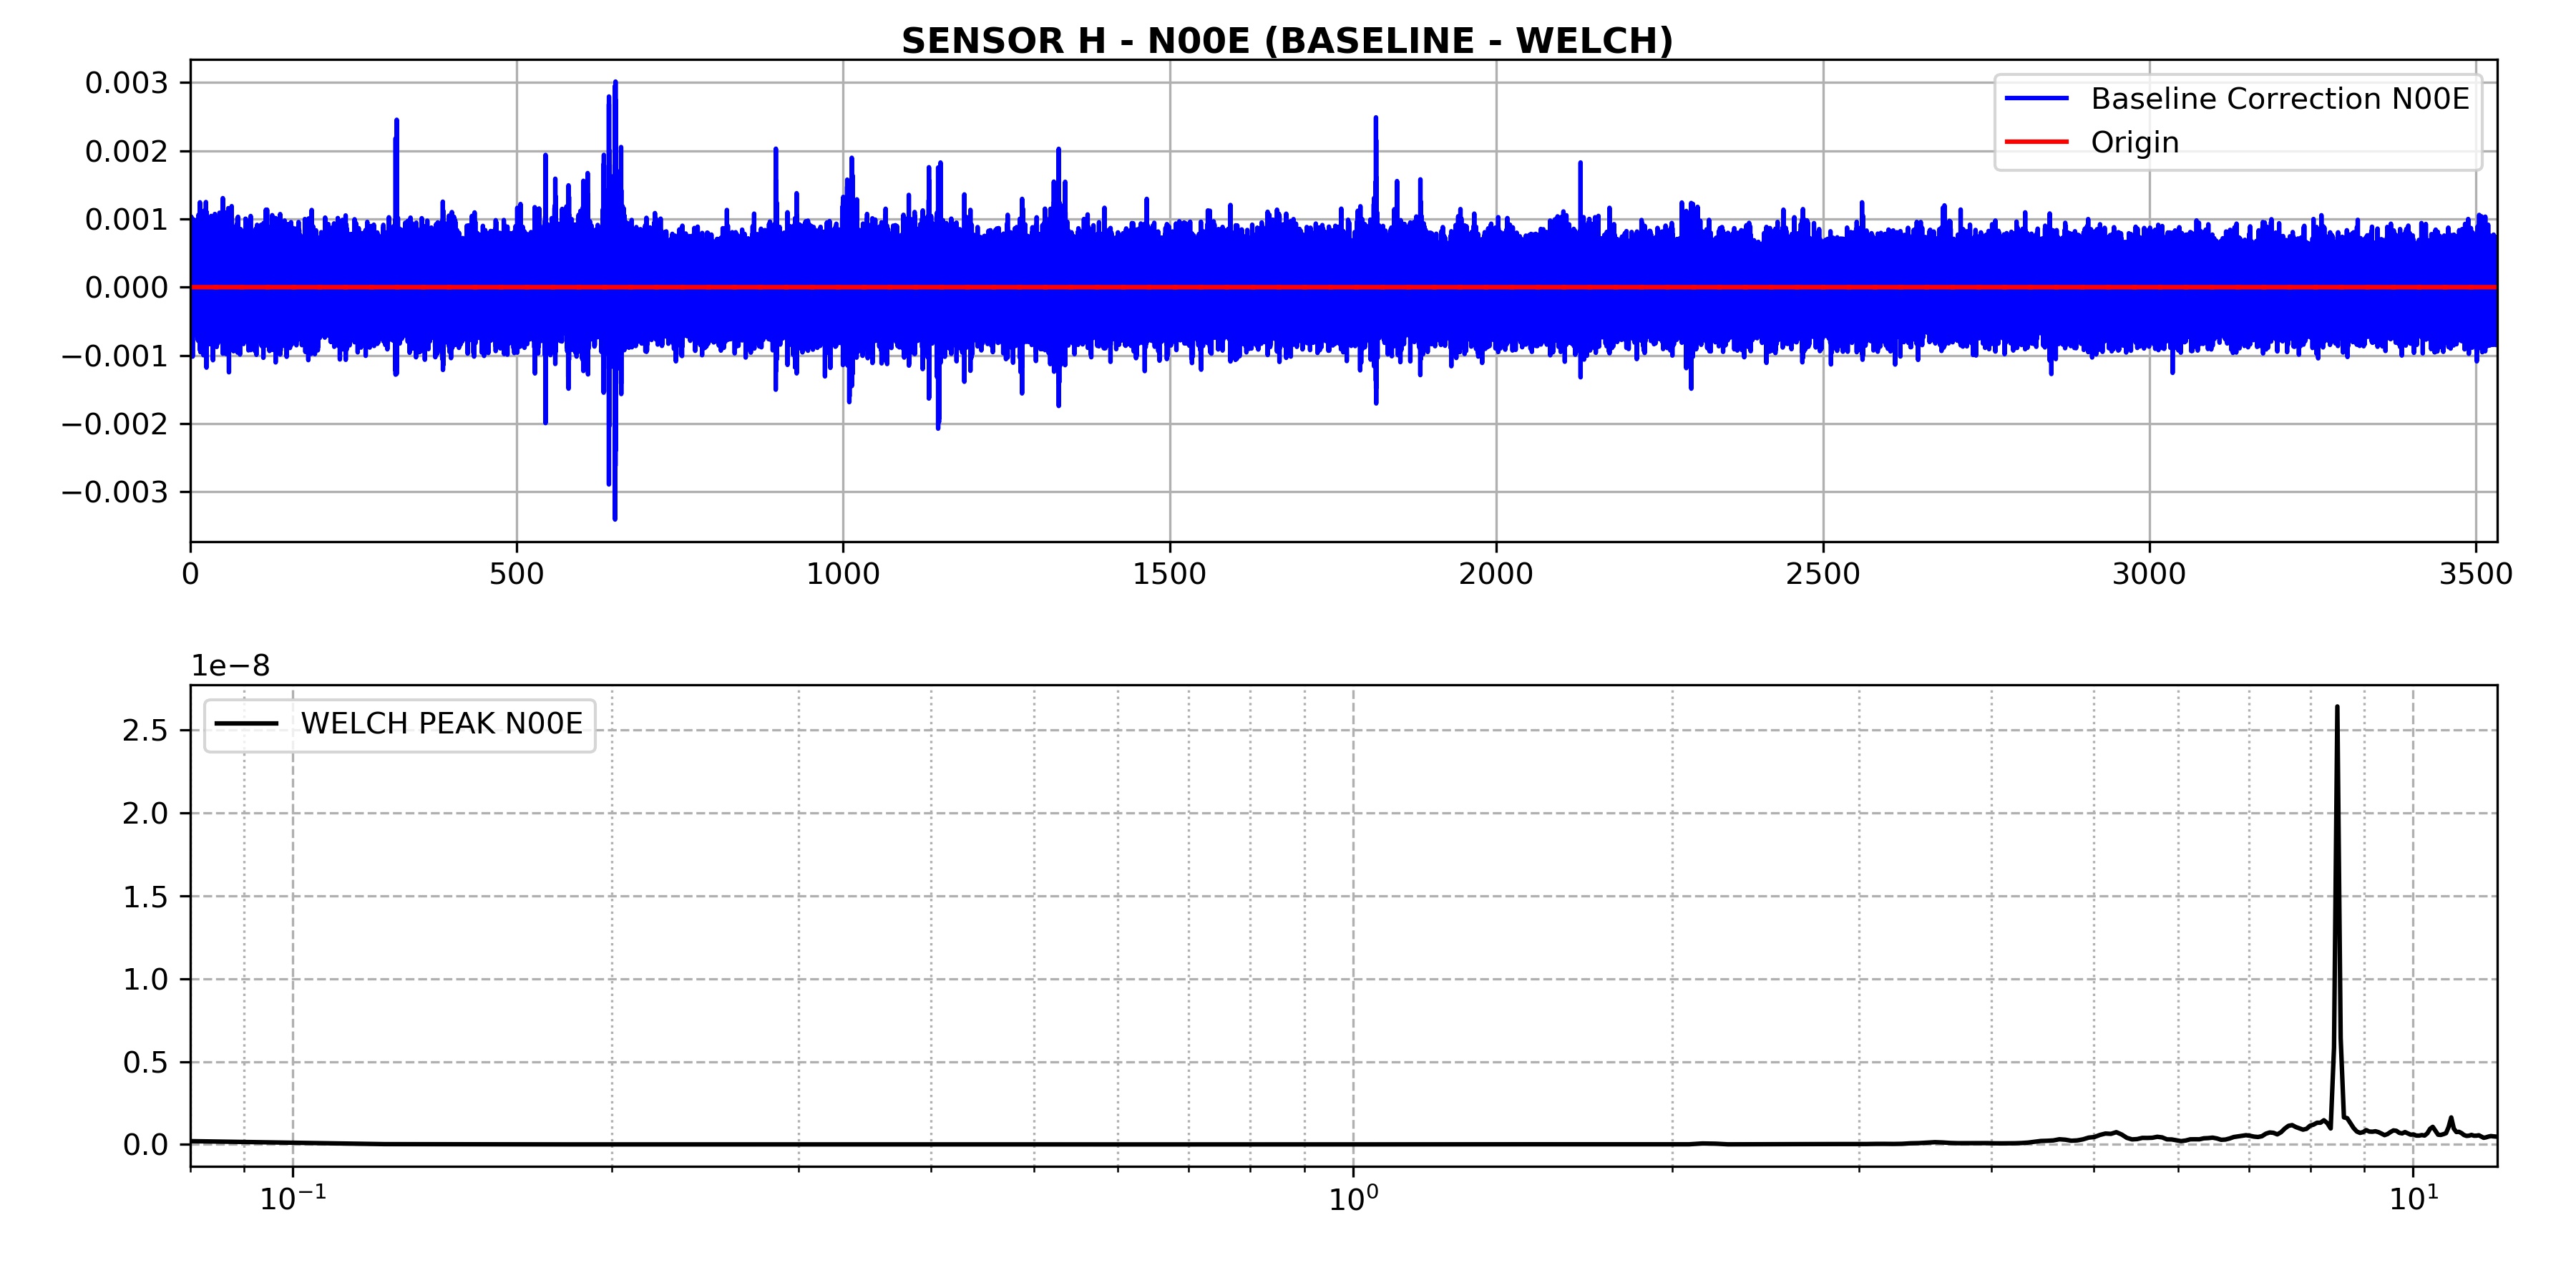 SENSOR H - N00E (BASELINE - WELCH)
0.003
0.002
0.001
0.000
−0.001
−0.002
−0.003
Baseline Correction N00E
Origin
0 500 1000 1500 2000 2500 3000 3500
1e−8
WELCH PEAK N00E
2.5
2.0
1.5
1.0
0.5
0.0
10⁻¹ 10⁰ 10¹